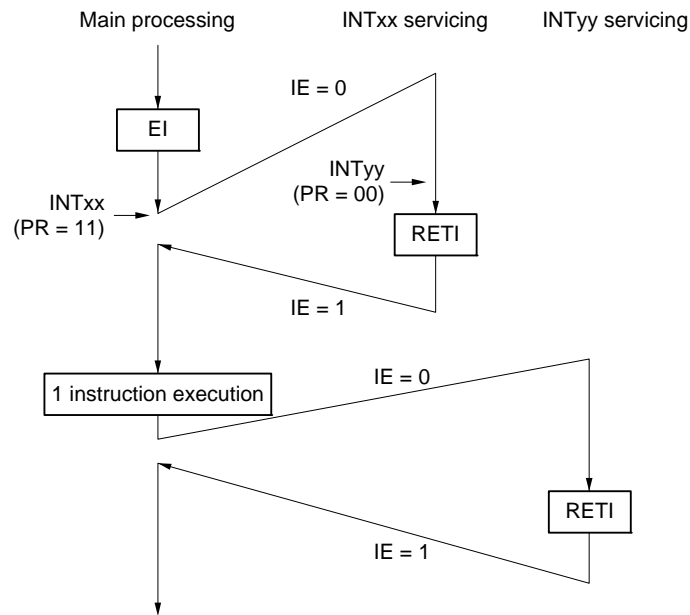 Main processing
INTxx servicing
INTyy servicing
IE = 0
EI
INTyy
(PR = 00)
INTxx
(PR = 11)
RETI
IE = 1
1 instruction execution
IE = 0
RETI
IE = 1